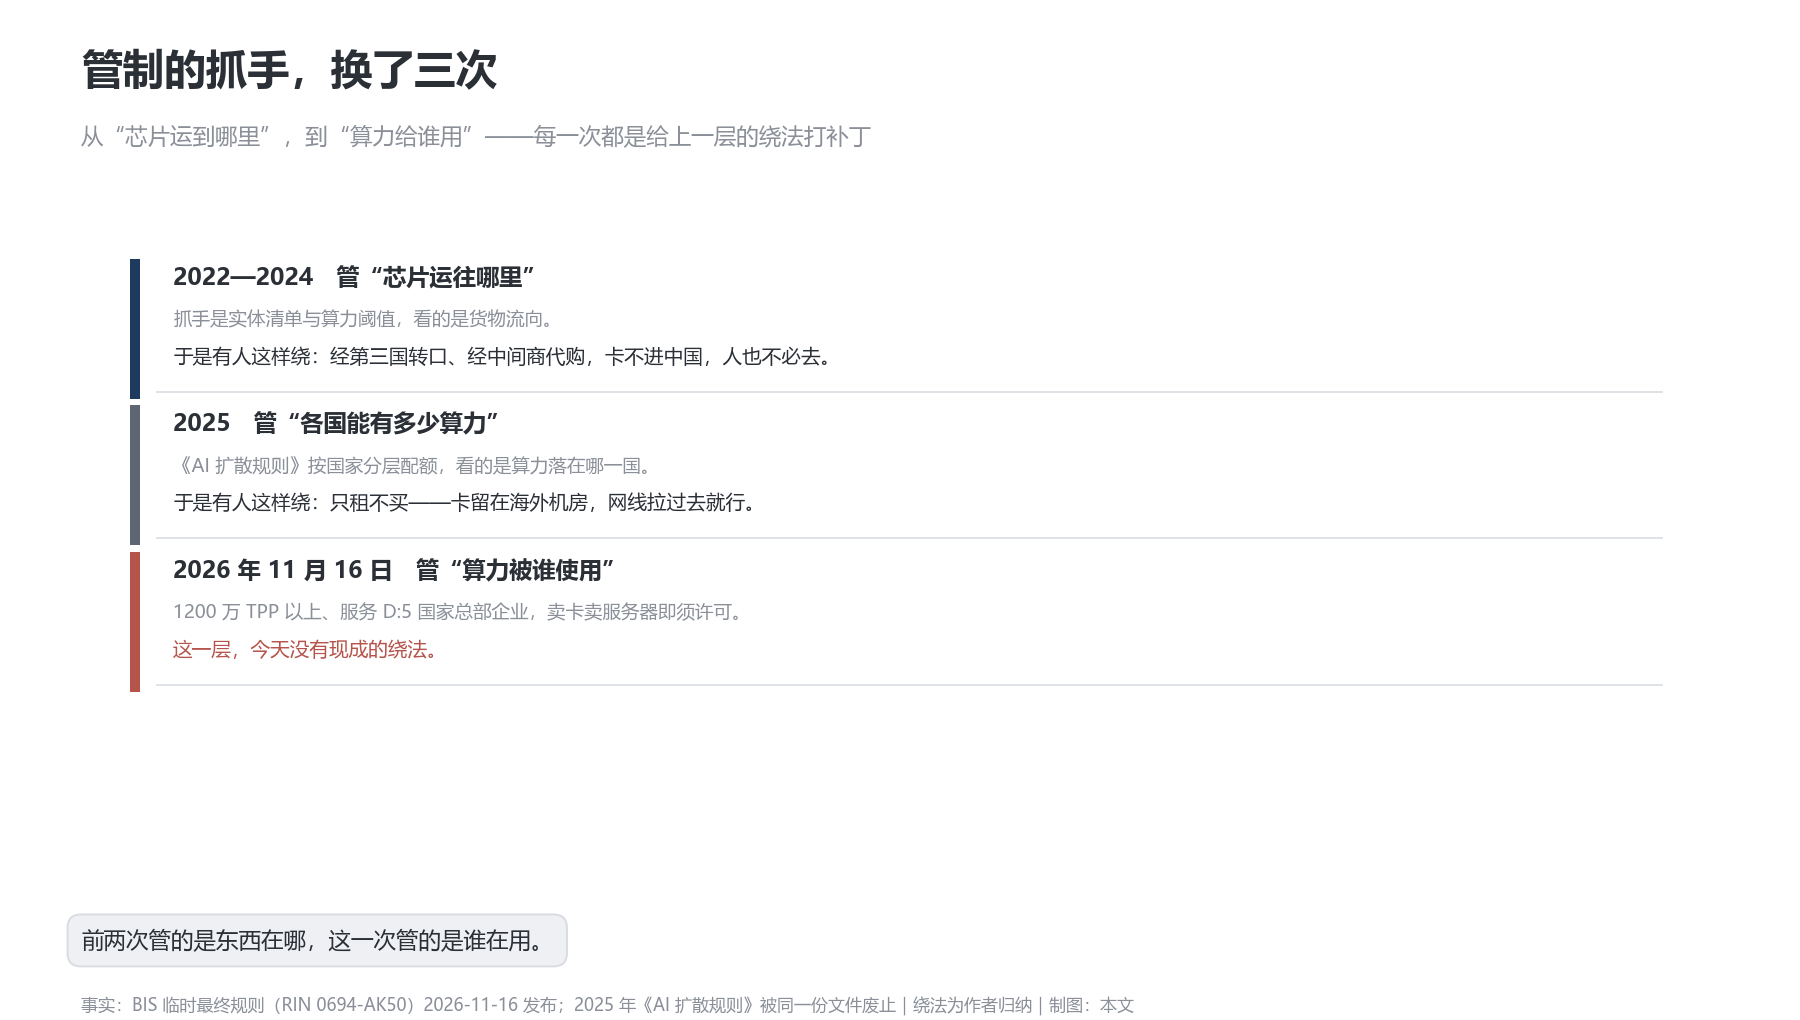 管制的抓手，换了三次
从“芯片运到哪里”，到“算力给谁用”——每一次都是给上一层的绕法打补丁
2022—2024　管“芯片运往哪里”
抓手是实体清单与算力阈值，看的是货物流向。
于是有人这样绕：经第三国转口、经中间商代购，卡不进中国，人也不必去。
2025　管“各国能有多少算力”
《AI 扩散规则》按国家分层配额，看的是算力落在哪一国。
于是有人这样绕：只租不买——卡留在海外机房，网线拉过去就行。
2026 年 11 月 16 日　管“算力被谁使用”
1200 万 TPP 以上、服务 D:5 国家总部企业，卖卡卖服务器即须许可。
这一层，今天没有现成的绕法。
前两次管的是东西在哪，这一次管的是谁在用。
事实：BIS 临时最终规则（RIN 0694-AK50）2026-11-16 发布；2025 年《AI 扩散规则》被同一份文件废止 | 绕法为作者归纳 | 制图：本文